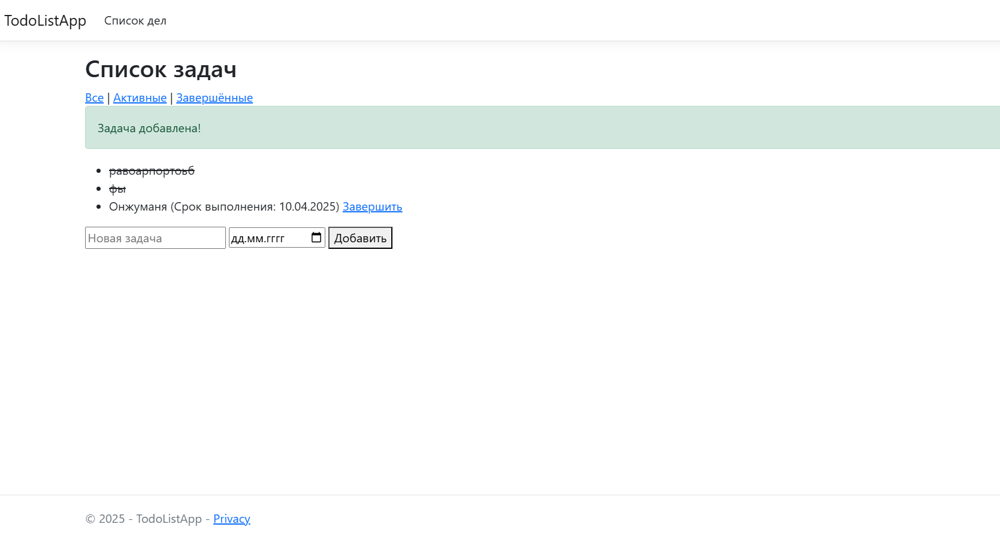 TodoListApp Список дел
Список задач
Все | Активные | Завершённые
Задача добавлена!
равоарпортоьб
фы
Онжуманя (Срок выполнения: 10.04.2025) Завершить
Новая задача дд.мм.гггг Добавить
© 2025 - TodoListApp - Privacy